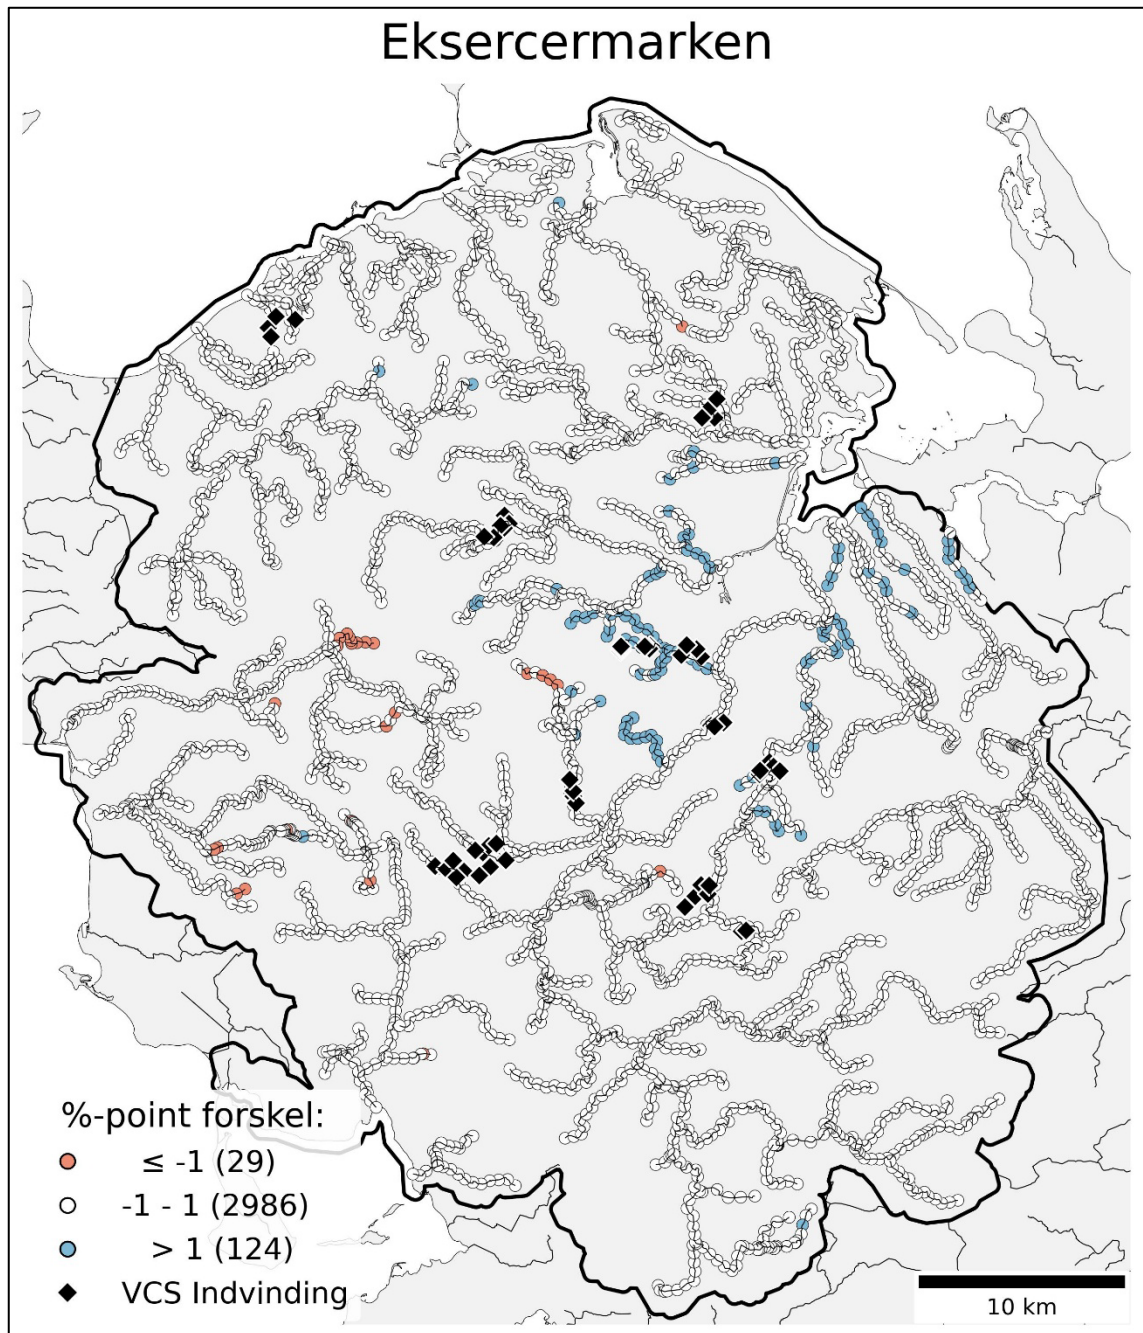 Eksercermarken
%-point forskel:
≤ -1 (29)
-1 - 1 (2986)
> 1 (124)
VCS Indvinding
10 km